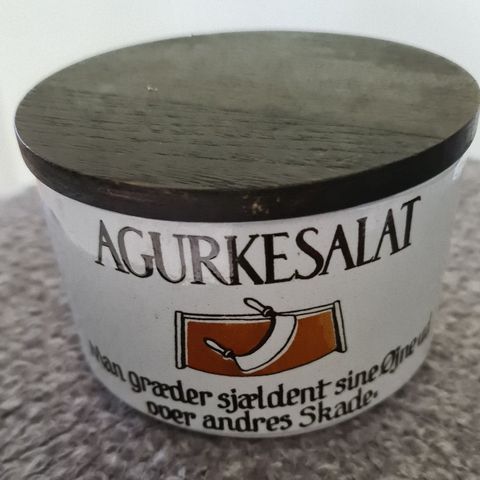 AGURKESALAT
Man græder sjældent sine Øjne ud
over andres Skade.